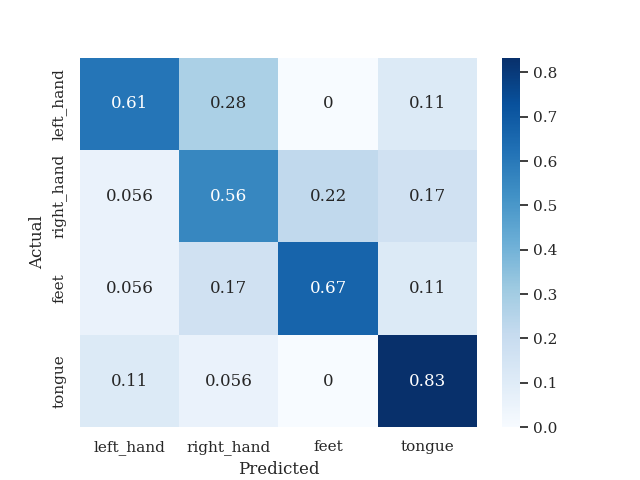 left_hand 0.61 0.28 0 0.11
right_hand 0.056 0.56 0.22 0.17
feet 0.056 0.17 0.67 0.11
tongue 0.11 0.056 0 0.83
left_hand right_hand feet tongue
Predicted
Actual
0.8
0.7
0.6
0.5
0.4
0.3
0.2
0.1
0.0